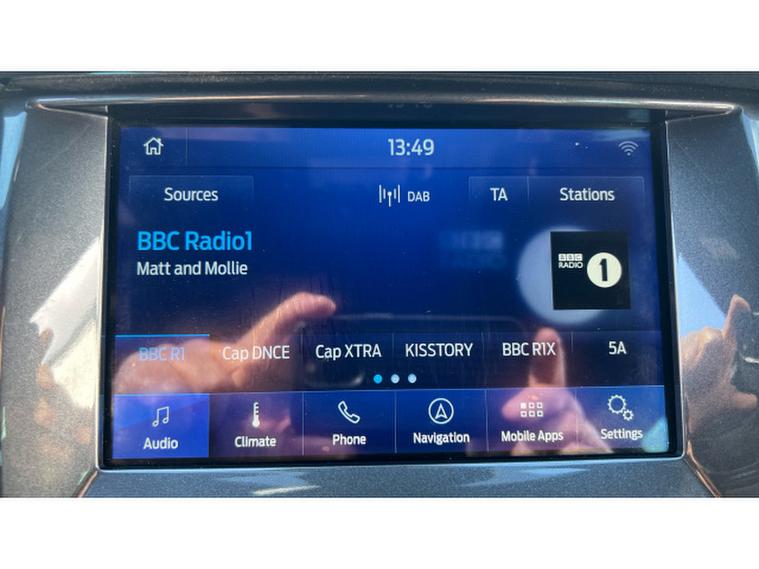 13:49
Sources DAB TA Stations
BBC Radio1
Matt and Mollie
BBC RADIO 1
BBC R1 Cap DNCE Cap XTRA KISSTORY BBC R1X 5A
Audio Climate Phone Navigation Mobile Apps Settings